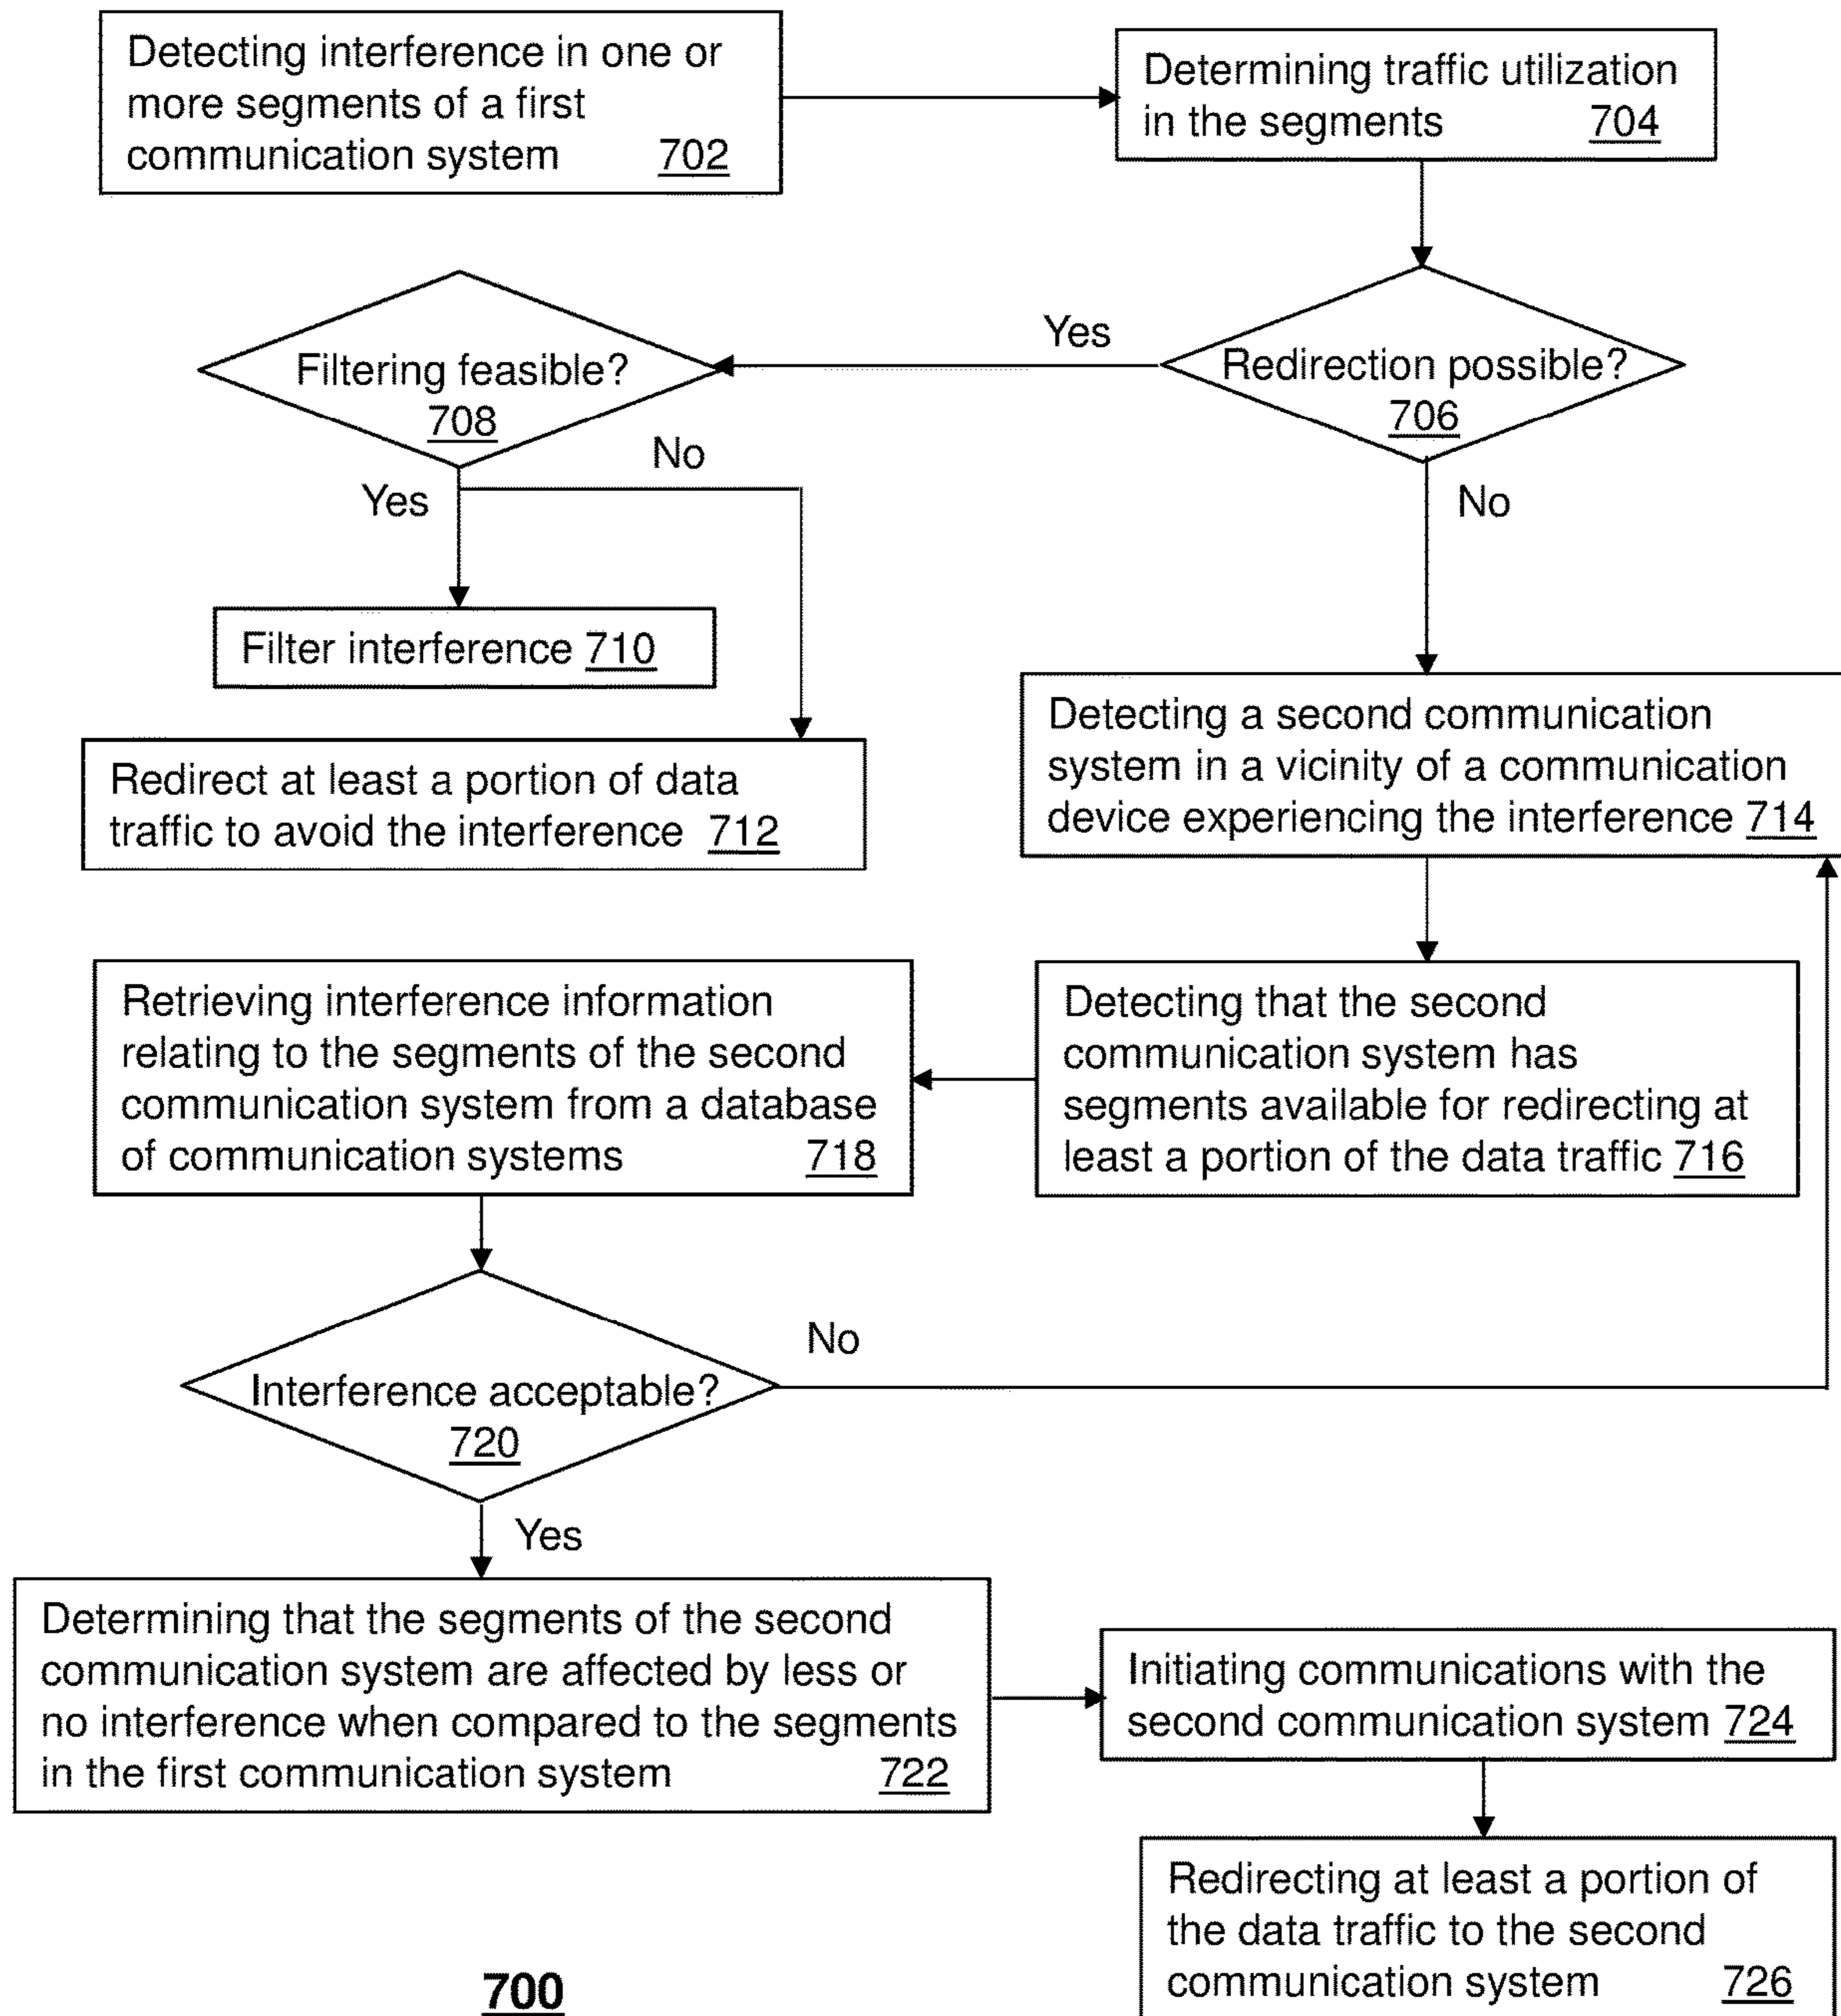 Detecting interference in one or
more segments of a first
communication system 702
Determining traffic utilization
in the segments 704
Redirection possible?
706
Yes
No
Filtering feasible?
708
No
Yes
Filter interference 710
Redirect at least a portion of data
traffic to avoid the interference 712
Detecting a second communication
system in a vicinity of a communication
device experiencing the interference 714
Detecting that the second
communication system has
segments available for redirecting at
least a portion of the data traffic 716
Retrieving interference information
relating to the segments of the second
communication system from a database
of communication systems 718
Interference acceptable?
720
No
Yes
Determining that the segments of the second
communication system are affected by less or
no interference when compared to the segments
in the first communication system 722
Initiating communications with the
second communication system 724
Redirecting at least a portion of
the data traffic to the second
communication system 726
700